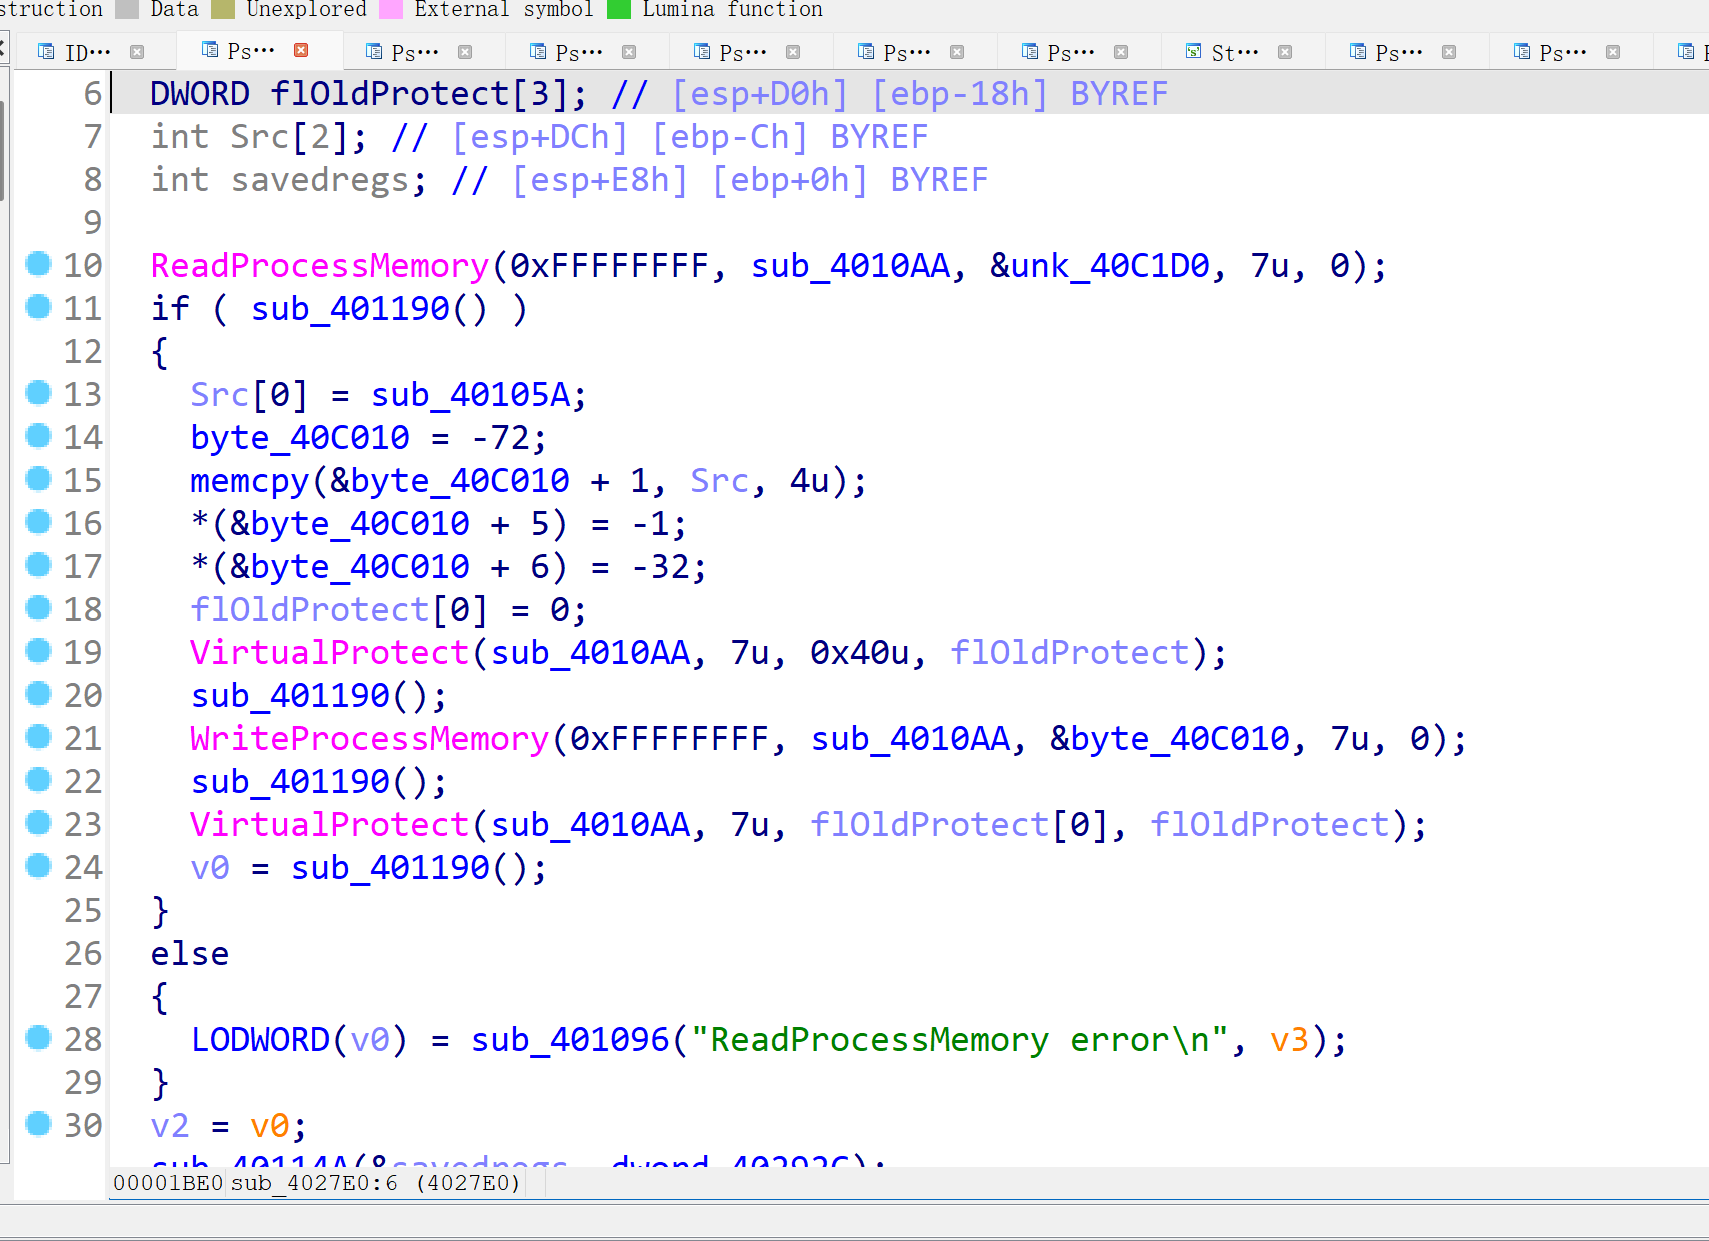 struction Data Unexplored External symbol Lumina function
ID··· Ps··· Ps··· Ps··· Ps··· Ps··· Ps··· St··· Ps··· Ps···
6 DWORD flOldProtect[3]; // [esp+D0h] [ebp-18h] BYREF
7 int Src[2]; // [esp+DCh] [ebp-Ch] BYREF
8 int savedregs; // [esp+E8h] [ebp+0h] BYREF
9
10 ReadProcessMemory(0xFFFFFFFF, sub_4010AA, &unk_40C1D0, 7u, 0);
11 if ( sub_401190() )
12 {
13 Src[0] = sub_40105A;
14 byte_40C010 = -72;
15 memcpy(&byte_40C010 + 1, Src, 4u);
16 *(&byte_40C010 + 5) = -1;
17 *(&byte_40C010 + 6) = -32;
18 flOldProtect[0] = 0;
19 VirtualProtect(sub_4010AA, 7u, 0x40u, flOldProtect);
20 sub_401190();
21 WriteProcessMemory(0xFFFFFFFF, sub_4010AA, &byte_40C010, 7u, 0);
22 sub_401190();
23 VirtualProtect(sub_4010AA, 7u, flOldProtect[0], flOldProtect);
24 v0 = sub_401190();
25 }
26 else
27 {
28 LODWORD(v0) = sub_401096("ReadProcessMemory error\n", v3);
29 }
30 v2 = v0;
sub_40114A(&savedregs, dword_40292C);
00001BE0 sub_4027E0:6 (4027E0)